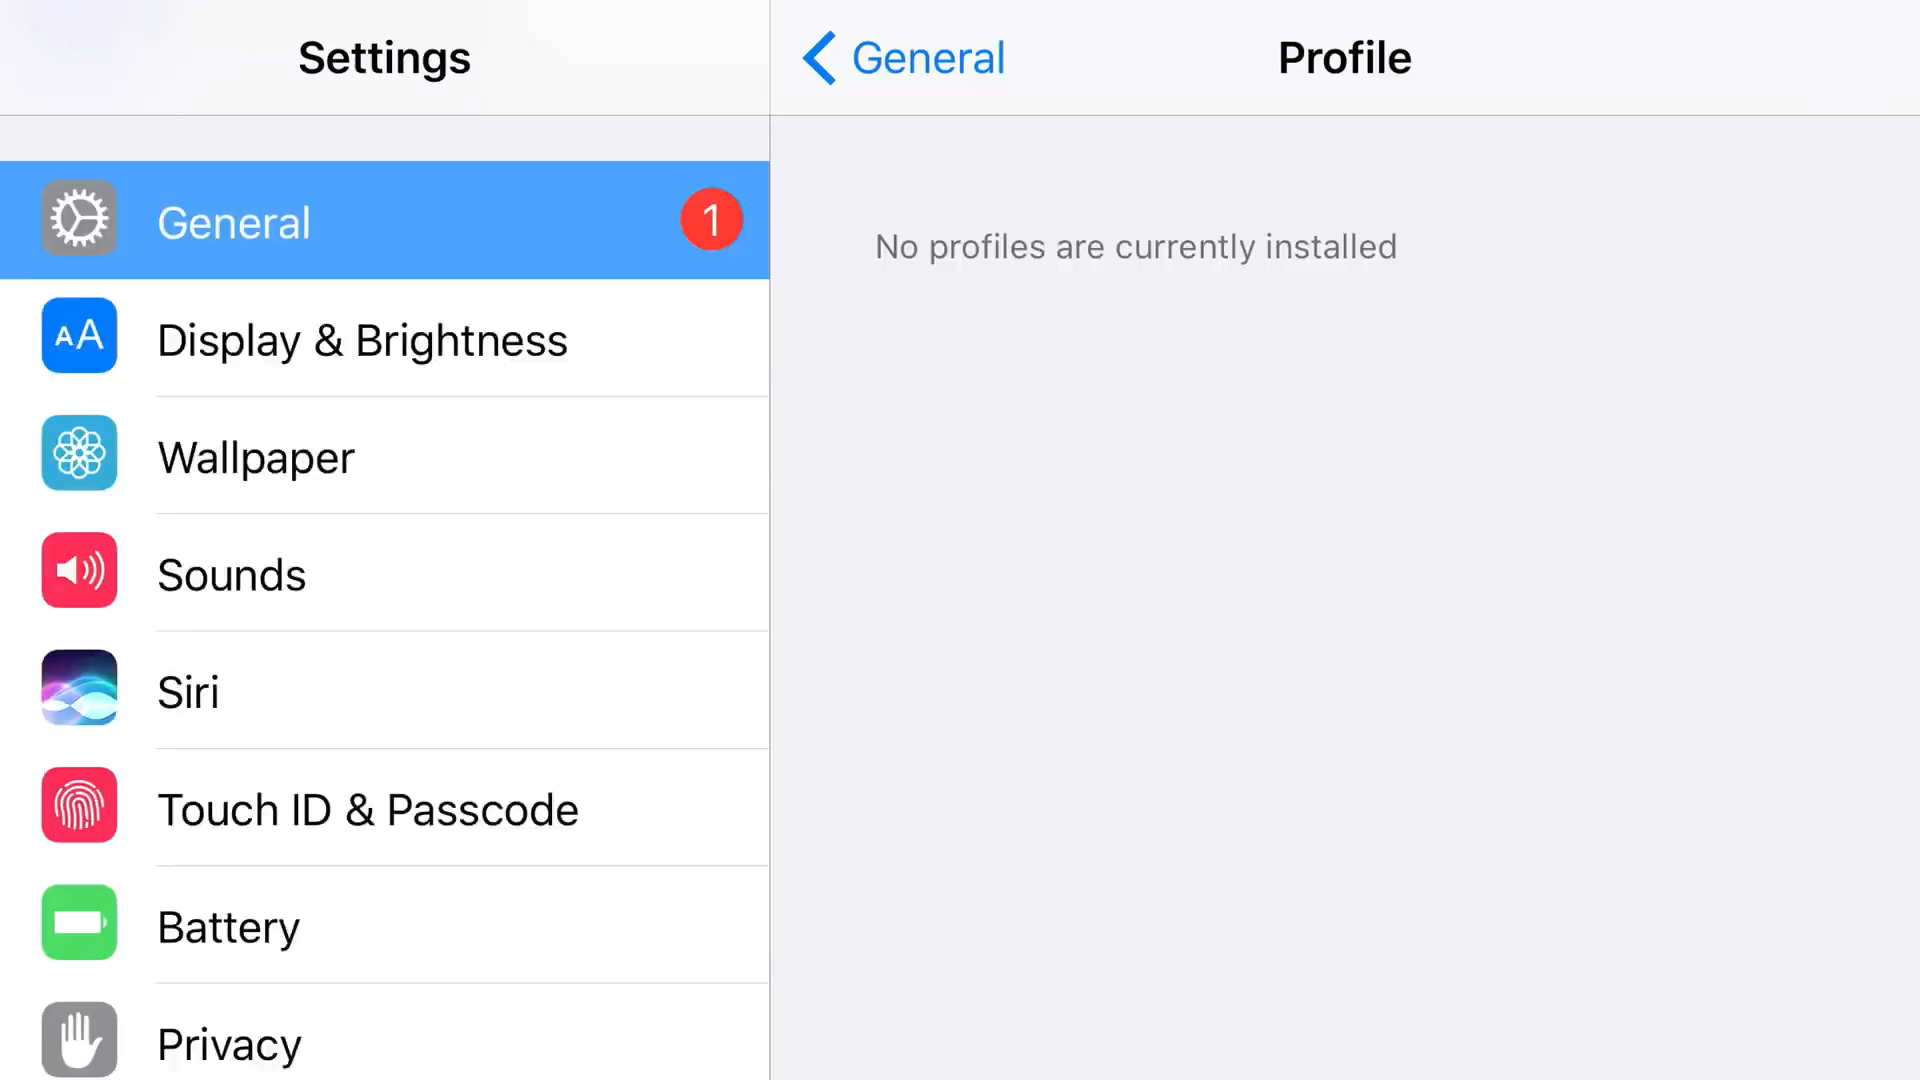 Settings
General
1
AA
Display & Brightness
Wallpaper
Sounds
Siri
Touch ID & Passcode
Battery
Privacy
General
Profile
No profiles are currently installed